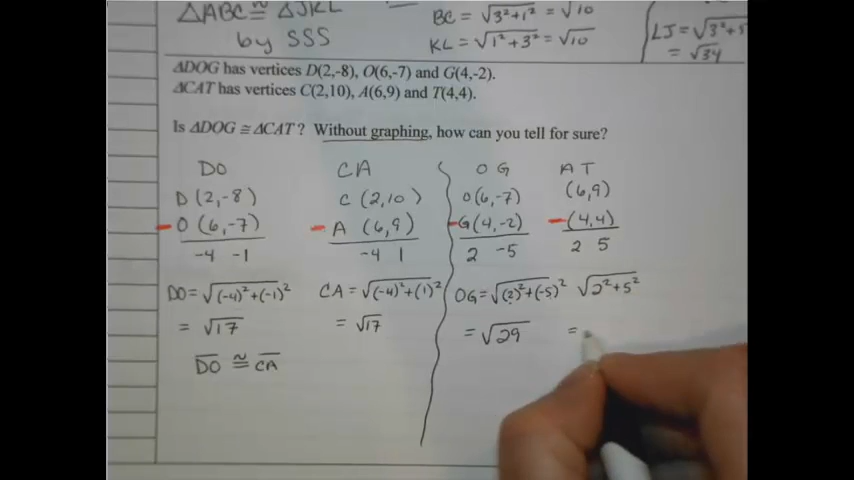 △ABC ≅ △JKL
by SSS
BC = √3²+1² = √10
KL = √1²+3² = √10
LJ = √3²+5
= √34
ΔDOG has vertices D(2,-8), O(6,-7) and G(4,-2).
ΔCAT has vertices C(2,10), A(6,9) and T(4,4).
Is ΔDOG ≅ ΔCAT? Without graphing, how can you tell for sure?
DO
D (2,-8)
- O (6,-7)
-4 -1
DO = √(-4)²+(-1)²
= √17
DO ≅ CA
CA
C (2,10)
- A (6,9)
-4 1
CA = √(-4)²+(1)²
= √17
OG
O(6,-7)
- G(4,-2)
2 -5
OG = √(2)²+(-5)²
= √29
AT
(6,9)
- (4,4)
2 5
√2²+5²
=